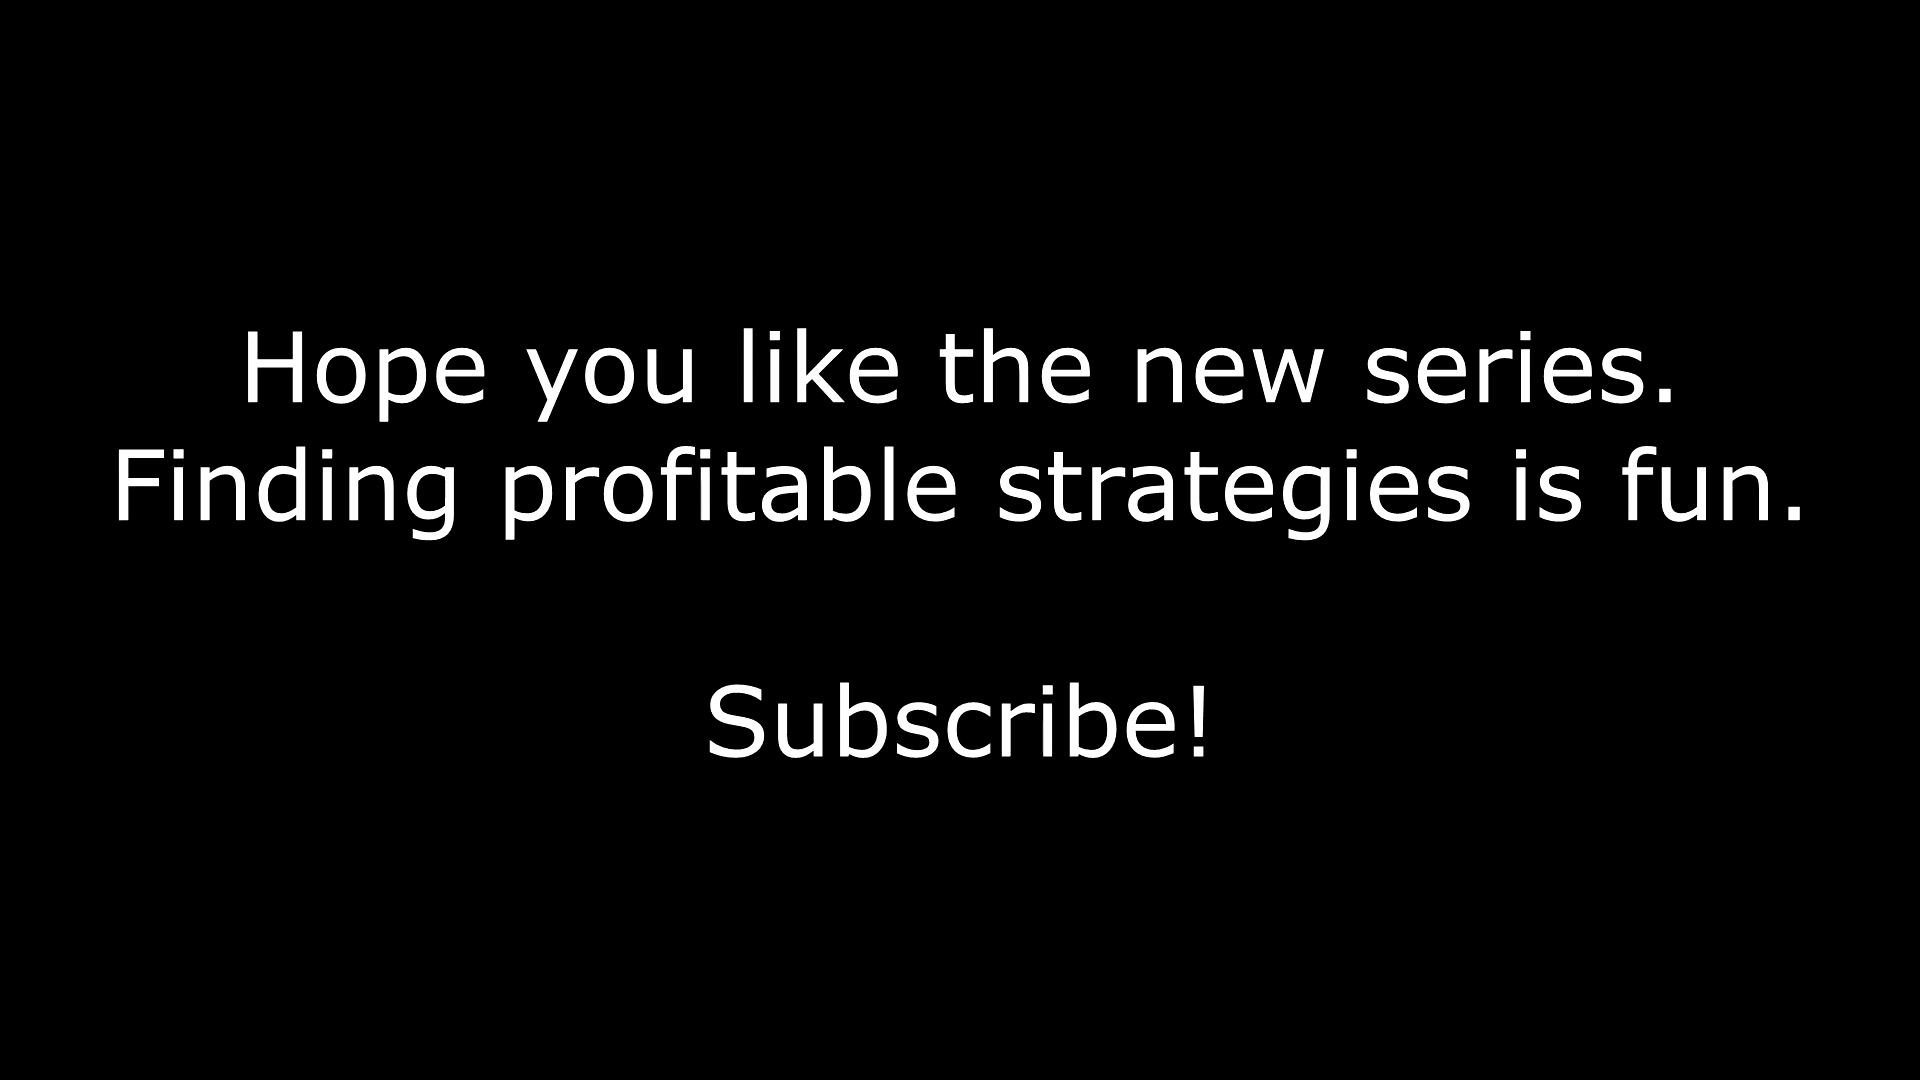 Hope you like the new series.
Finding profitable strategies is fun.
Subscribe!